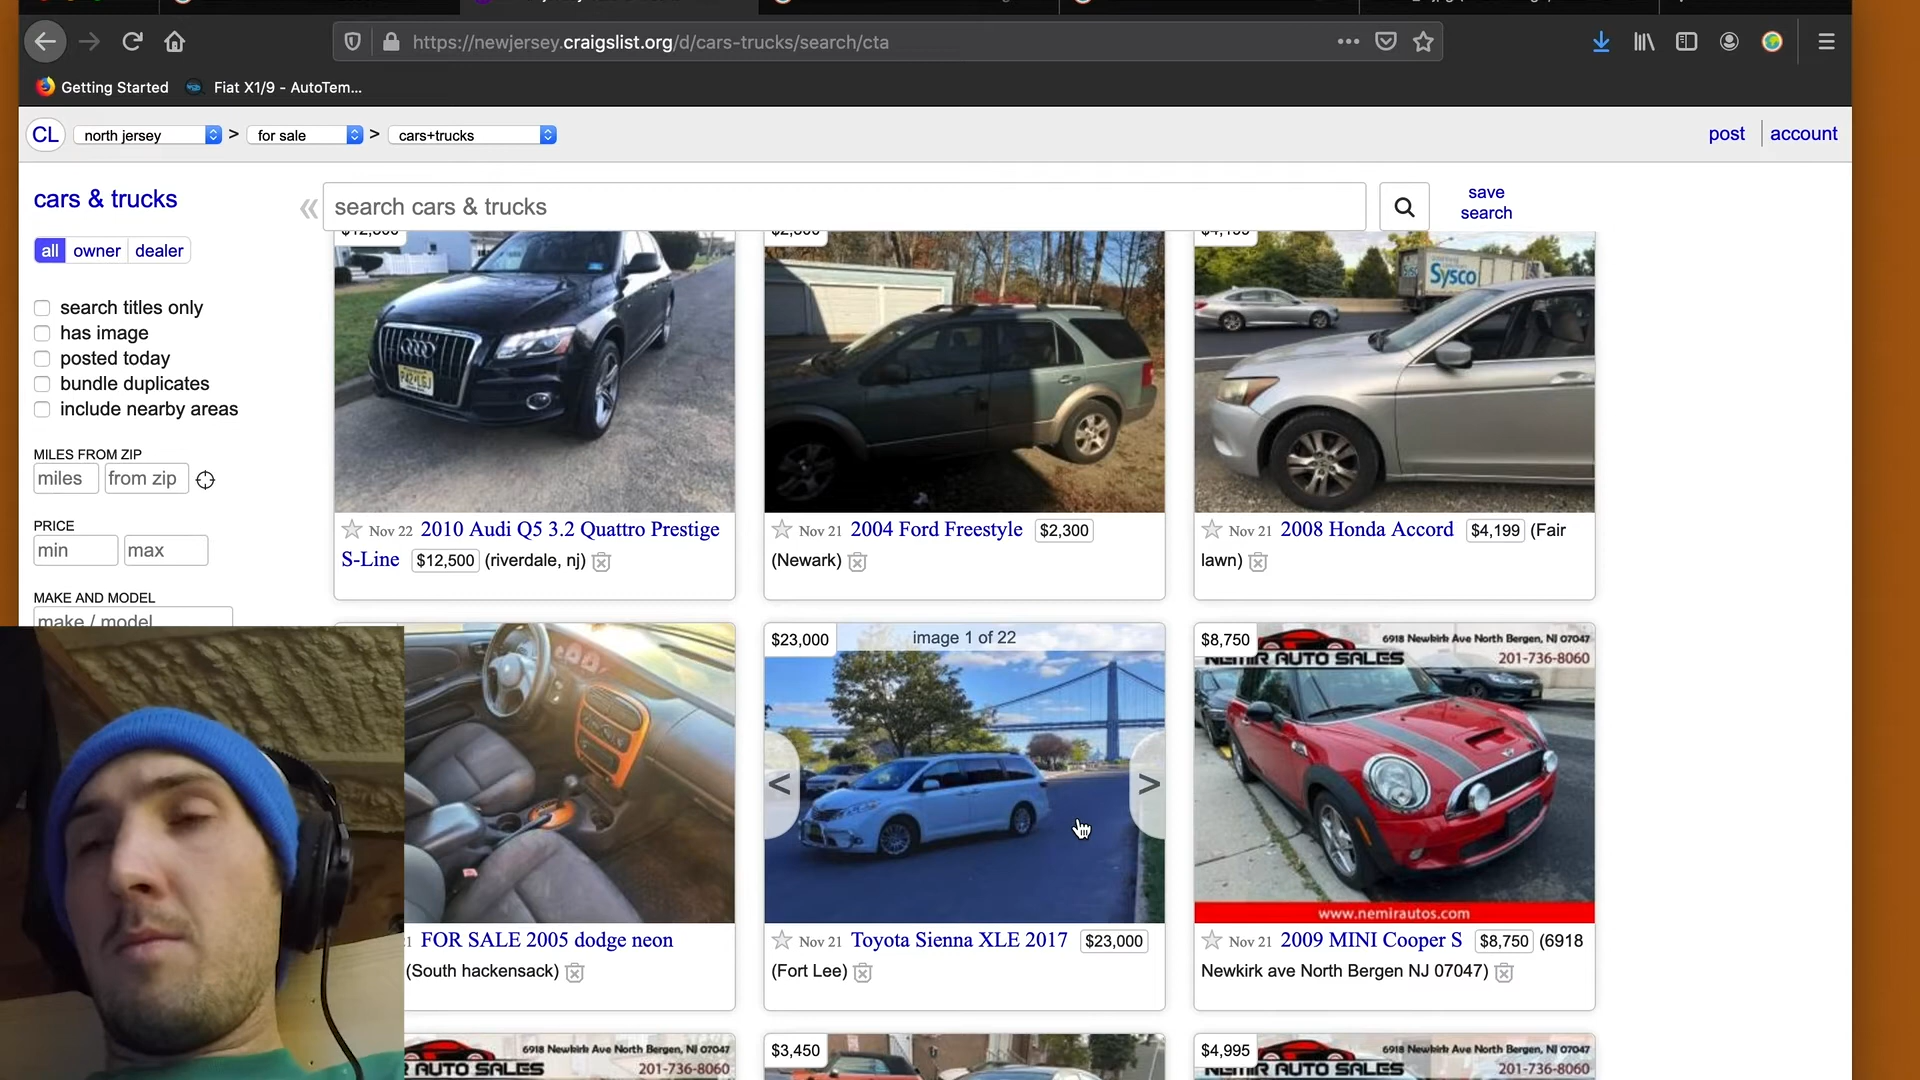 https://newjersey.craigslist.org/d/cars-trucks/search/cta
Getting Started Fiat X1/9 - AutoTem...
CL north jersey > for sale > cars+trucks post account
cars & trucks
« search cars & trucks
save
search
all owner dealer
search titles only
has image
posted today
bundle duplicates
include nearby areas
MILES FROM ZIP
miles from zip
PRICE
min max
MAKE AND MODEL
make / model
Sysco
Nov 22 2010 Audi Q5 3.2 Quattro Prestige
S-Line $12,500 (riverdale, nj)
Nov 21 2004 Ford Freestyle $2,300
(Newark)
Nov 21 2008 Honda Accord $4,199 (Fair
lawn)
FOR SALE 2005 dodge neon
(South hackensack)
$23,000 image 1 of 22
< >
Nov 21 Toyota Sienna XLE 2017 $23,000
(Fort Lee)
$8,750 6918 Newkirk Ave North Bergen, NJ 07047
NEMIR AUTO SALES 201-736-8060
www.nemirautos.com
Nov 21 2009 MINI Cooper S $8,750 (6918
Newkirk ave North Bergen NJ 07047)
6918 Newkirk Ave North Bergen, NJ 07047
AUTO SALES 201-736-8060
$3,450
$4,995 6918 Newkirk Ave North Bergen, NJ 07047
NEMIR AUTO SALES 201-736-8060